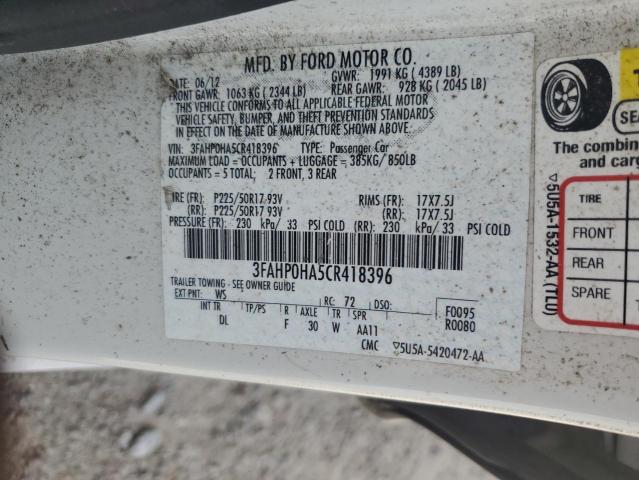 MFD. BY FORD MOTOR CO.
DATE: 06/12 GVWR: 1991 KG ( 4389 LB)
FRONT GAWR: 1063 KG ( 2344 LB) REAR GAWR: 928 KG ( 2045 LB)
THIS VEHICLE CONFORMS TO ALL APPLICABLE FEDERAL MOTOR
VEHICLE SAFETY, BUMPER, AND THEFT PREVENTION STANDARDS
IN EFFECT ON THE DATE OF MANUFACTURE SHOWN ABOVE.
VIN: 3FAHP0HA5CR418396 TYPE: Passenger Car
MAXIMUM LOAD = OCCUPANTS + LUGGAGE = 385KG/850LB
OCCUPANTS = 5 TOTAL; 2 FRONT, 3 REAR
TIRE (FR): P225/50R17 93V RIMS (FR): 17X7.5J
(RR): P225/50R17 93V (RR): 17X7.5J
PRESSURE (FR): 230 kPa/ 33 PSI COLD (RR): 230 kPa/ 33 PSI COLD
3FAHP0HA5CR418396
TRAILER TOWING - SEE OWNER GUIDE
EXT PNT: WS RC: 72 DSO: F0095
INT TR TP/PS R AXLE TR SPR R0080
DL F 30 W AA11
CMC 5U5A-5420472-AA
SEA
The combin
and carg
TIRE
FRONT
REAR
SPARE
5U5A-1532-AA (TLO)